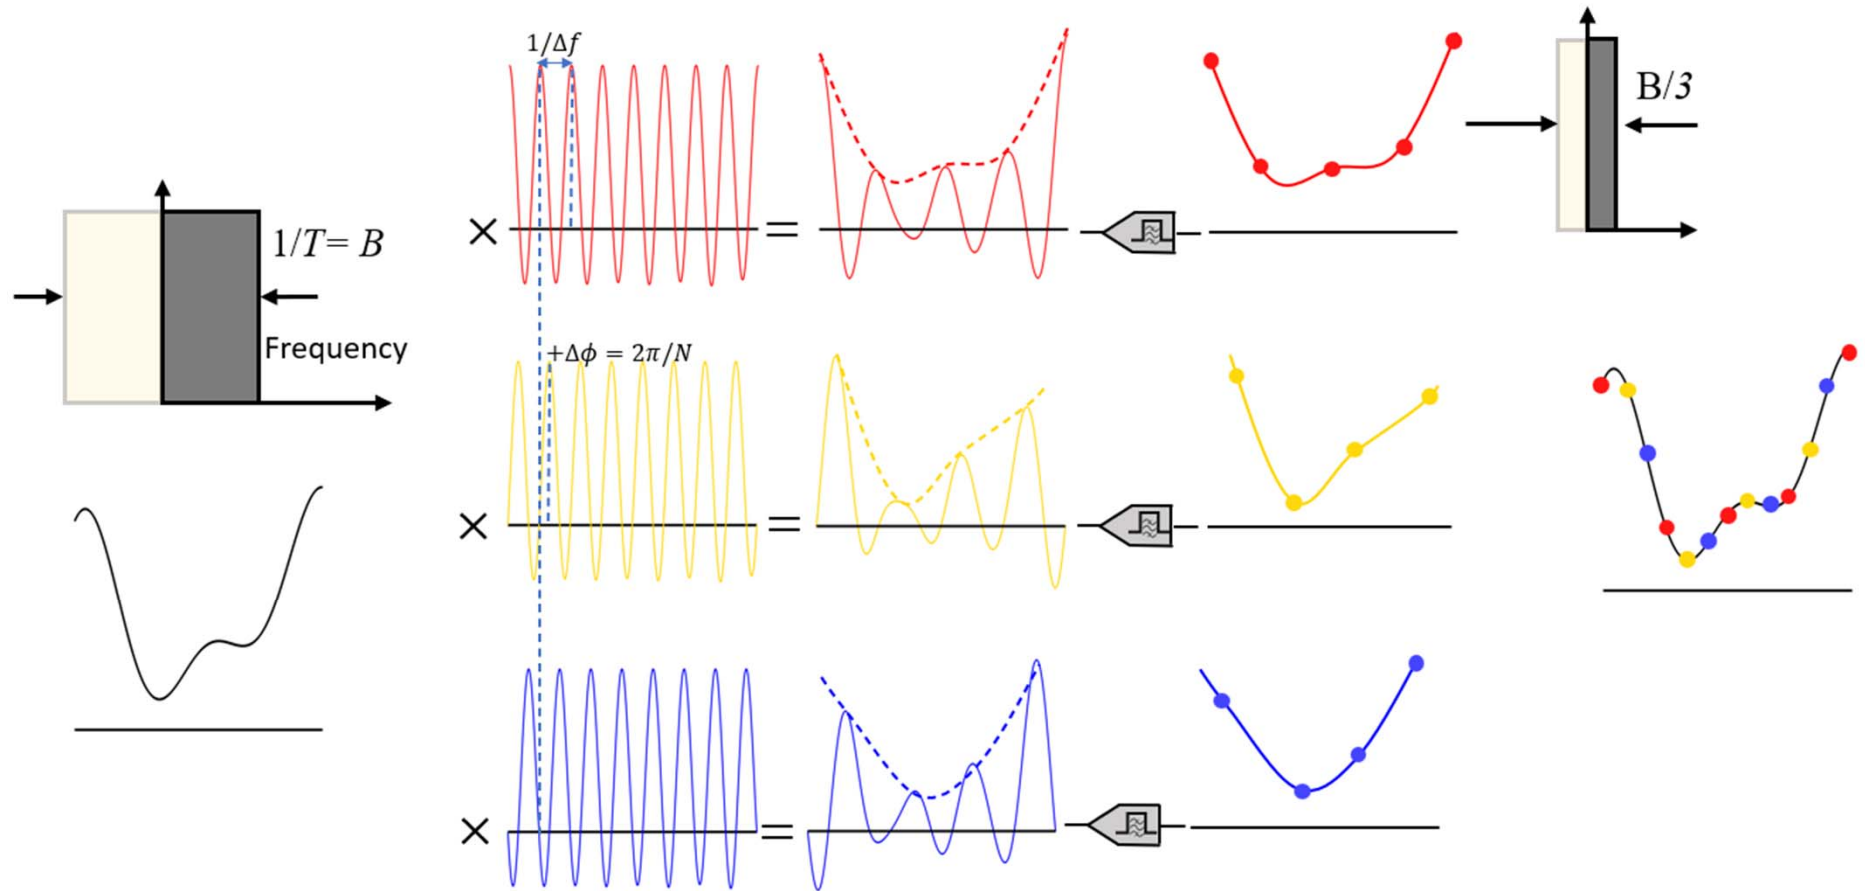 1/Δf
B/3
× =
1/T= B
Frequency
+Δϕ = 2π/N
× =
× =